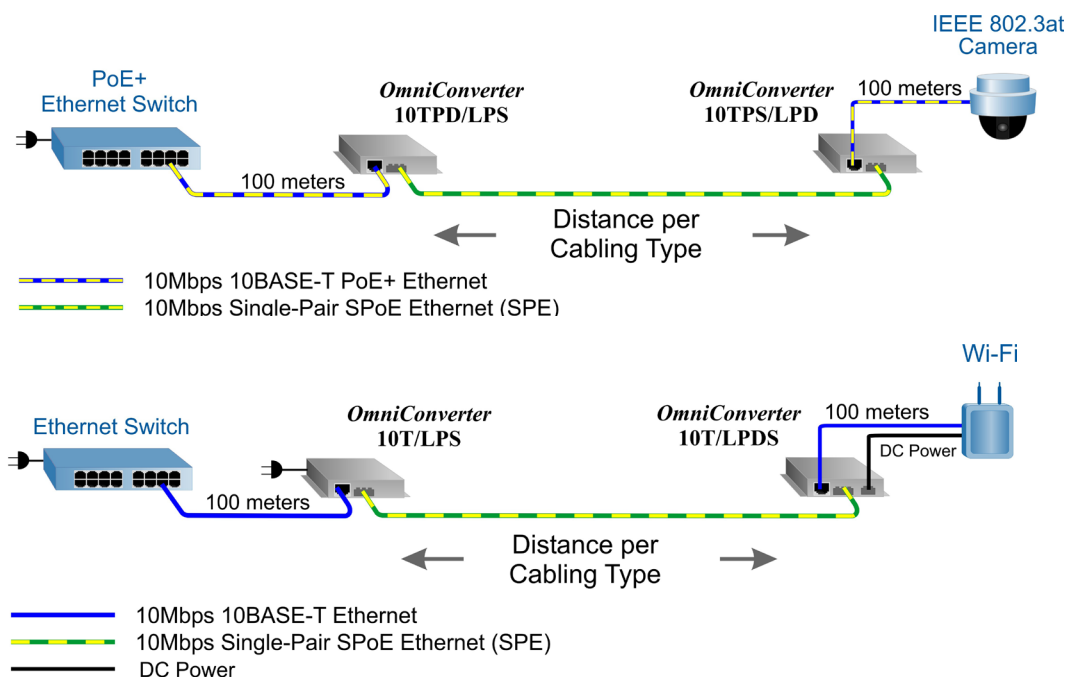 IEEE 802.3at
Camera
PoE+
Ethernet Switch
OmniConverter
10TPD/LPS
OmniConverter
10TPS/LPD
100 meters
100 meters
Distance per
Cabling Type
10Mbps 10BASE-T PoE+ Ethernet
10Mbps Single-Pair SPoE Ethernet (SPE)
Wi-Fi
Ethernet Switch
OmniConverter
10T/LPS
OmniConverter
10T/LPDS
100 meters
DC Power
100 meters
Distance per
Cabling Type
10Mbps 10BASE-T Ethernet
10Mbps Single-Pair SPoE Ethernet (SPE)
DC Power